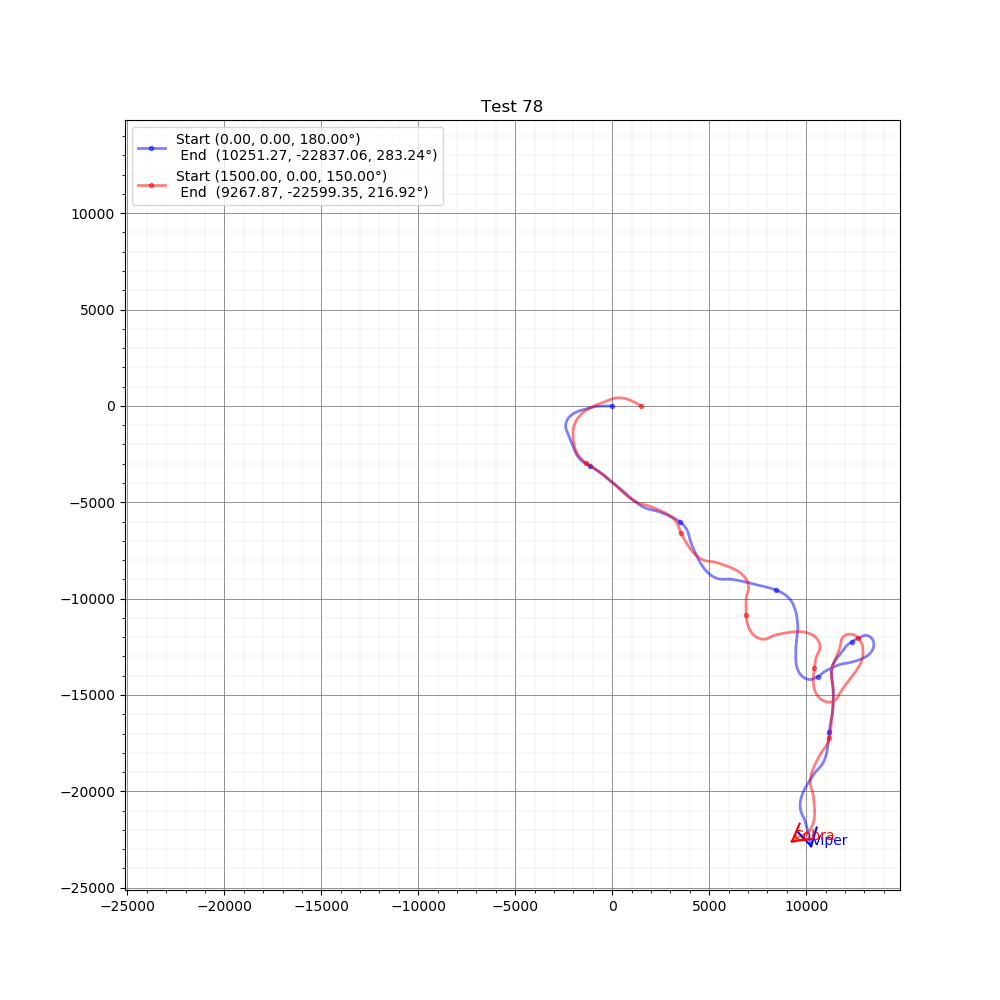 Test 78
Start (0.00, 0.00, 180.00°)
End (10251.27, -22837.06, 283.24°)
Start (1500.00, 0.00, 150.00°)
End (9267.87, -22599.35, 216.92°)
10000
5000
0
−5000
−10000
−15000
−20000
−25000
Cobra
Viper
−25000 −20000 −15000 −10000 −5000 0 5000 10000